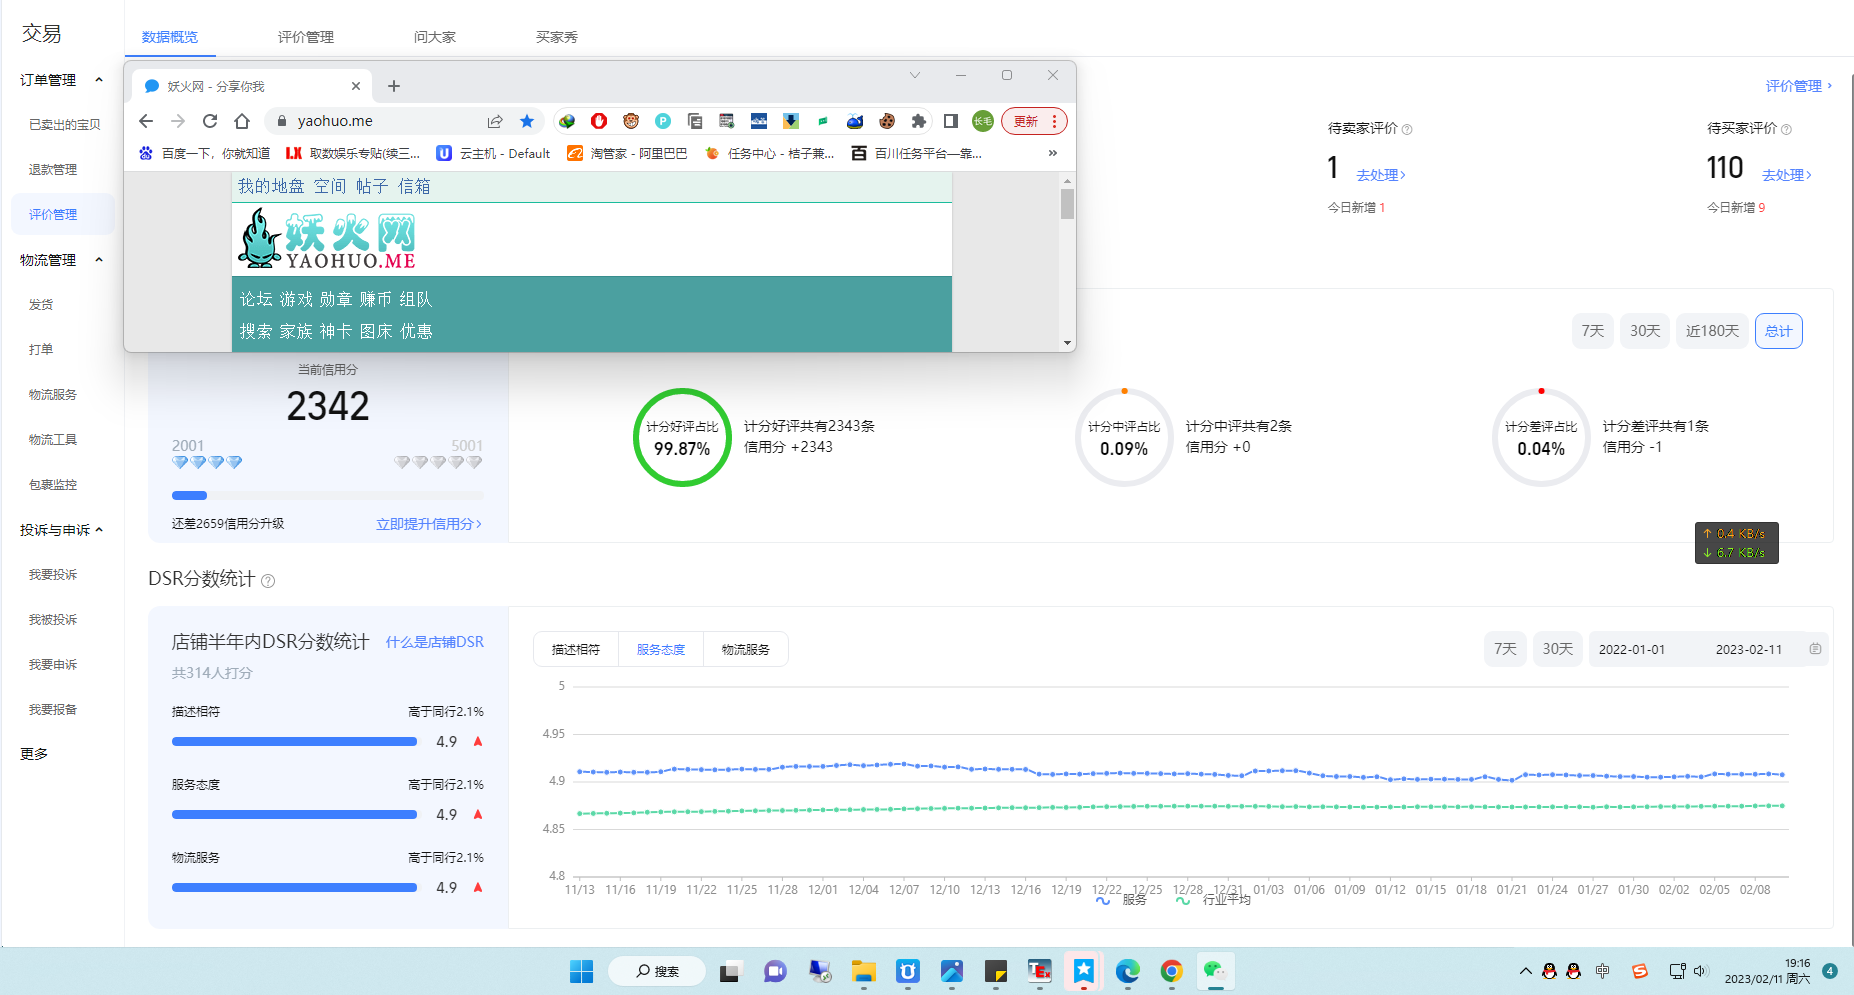 交易
数据概览 评价管理 问大家 买家秀
订单管理
已卖出的宝贝
退款管理
评价管理
物流管理
发货
打单
物流服务
物流工具
包裹监控
投诉与申诉
我要投诉
我被投诉
我要申诉
我要报备
更多
妖火网 - 分享你我
yaohuo.me
长毛
更新
百度一下，你就知道 取数娱乐专贴(续三... 云主机 - Default 淘管家 - 阿里巴巴 任务中心 - 桔子兼... 百川任务平台—靠...
我的地盘 空间 帖子 信箱
妖火网
YAOHUO.ME
论坛 游戏 勋章 赚币 组队
搜索 家族 神卡 图床 优惠
评价管理
待卖家评价 待买家评价
1 去处理 110 去处理
今日新增 1 今日新增 9
7天 30天 近180天 总计
当前信用分
2342
2001 5001
还差2659信用分升级 立即提升信用分
计分好评占比
99.87%
计分好评共有2343条
信用分 +2343
计分中评占比
0.09%
计分中评共有2条
信用分 +0
计分差评占比
0.04%
计分差评共有1条
信用分 -1
↑ 0.4 KB/s
↓ 6.7 KB/s
DSR分数统计
店铺半年内DSR分数统计 什么是店铺DSR
共314人打分
描述相符 高于同行2.1%
4.9
服务态度 高于同行2.1%
4.9
物流服务 高于同行2.1%
4.9
描述相符 服务态度 物流服务
7天 30天 2022-01-01 2023-02-11
5
4.95
4.9
4.85
4.8
11/13 11/16 11/19 11/22 11/25 11/28 12/01 12/04 12/07 12/10 12/13 12/16 12/19 12/22 12/25 12/28 12/31 01/03 01/06 01/09 01/12 01/15 01/18 01/21 01/24 01/27 01/30 02/02 02/05 02/08
服务 行业平均
搜索
中
19:16
2023/02/11 周六
4